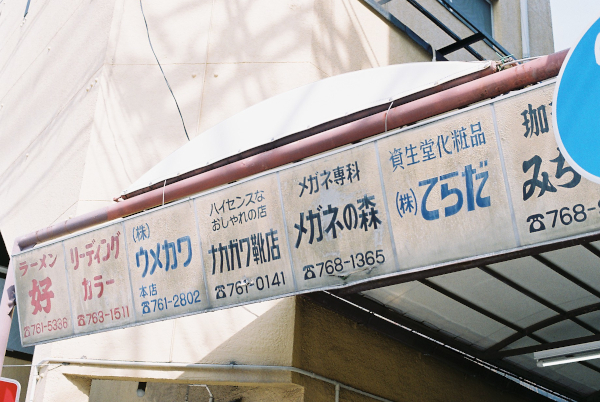 ラーメン
好
☎761-5336
リーディング
カラー
☎763-1511
(株)
ウメカワ
本店
☎761-2802
ハイセンスな
おしゃれの店
ナカガワ靴店
☎761-0141
メガネ専科
メガネの森
☎768-1365
資生堂化粧品
(株)てらだ
珈
みち
☎768-8